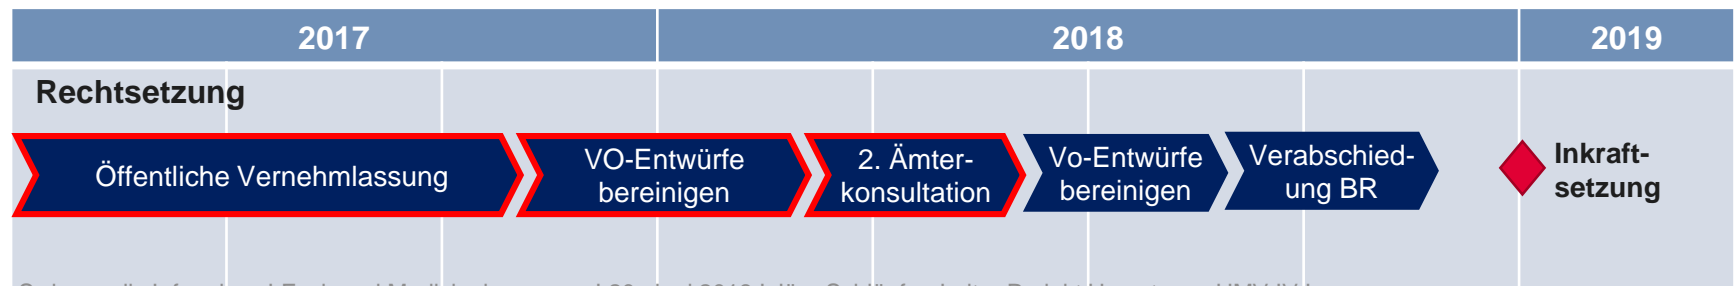 2017 2018 2019
Rechtsetzung
Öffentliche Vernehmlassung
VO-Entwürfe
bereinigen
2. Ämter-
konsultation
Vo-Entwürfe
bereinigen
Verabschied-
ung BR
Inkraft-
setzung